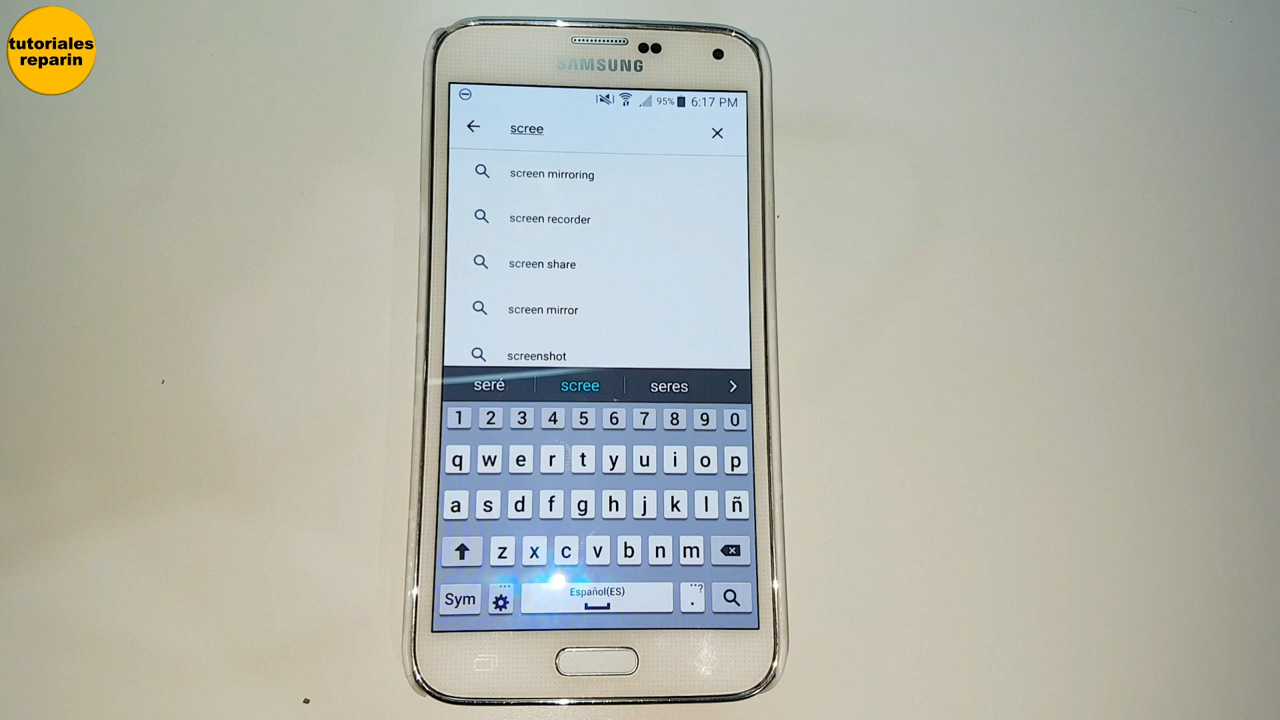 tutoriales
reparin
SAMSUNG
95% 6:17 PM
scree
screen mirroring
screen recorder
screen share
screen mirror
screenshot
seré scree seres
1 2 3 4 5 6 7 8 9 0
q w e r t y u i o p
a s d f g h j k l ñ
z x c v b n m
Sym Español(ES) . ?